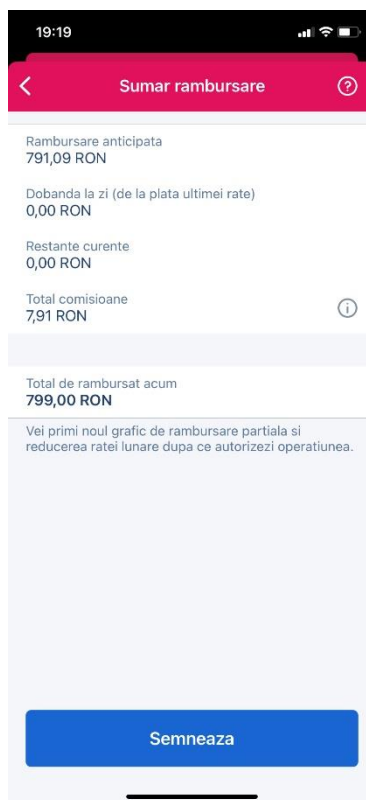 19:19
Sumar rambursare
Rambursare anticipata
791,09 RON
Dobanda la zi (de la plata ultimei rate)
0,00 RON
Restante curente
0,00 RON
Total comisioane
7,91 RON
Total de rambursat acum
799,00 RON
Vei primi noul grafic de rambursare partiala si
reducerea ratei lunare dupa ce autorizezi operatiunea.
Semneaza